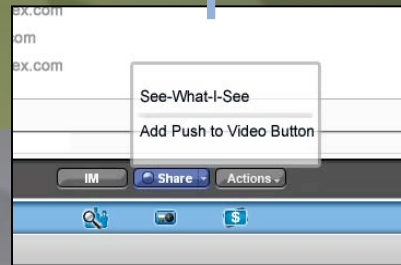 ex.com
om
ex.com
See-What-I-See
Add Push to Video Button
IM
Share
Actions
$